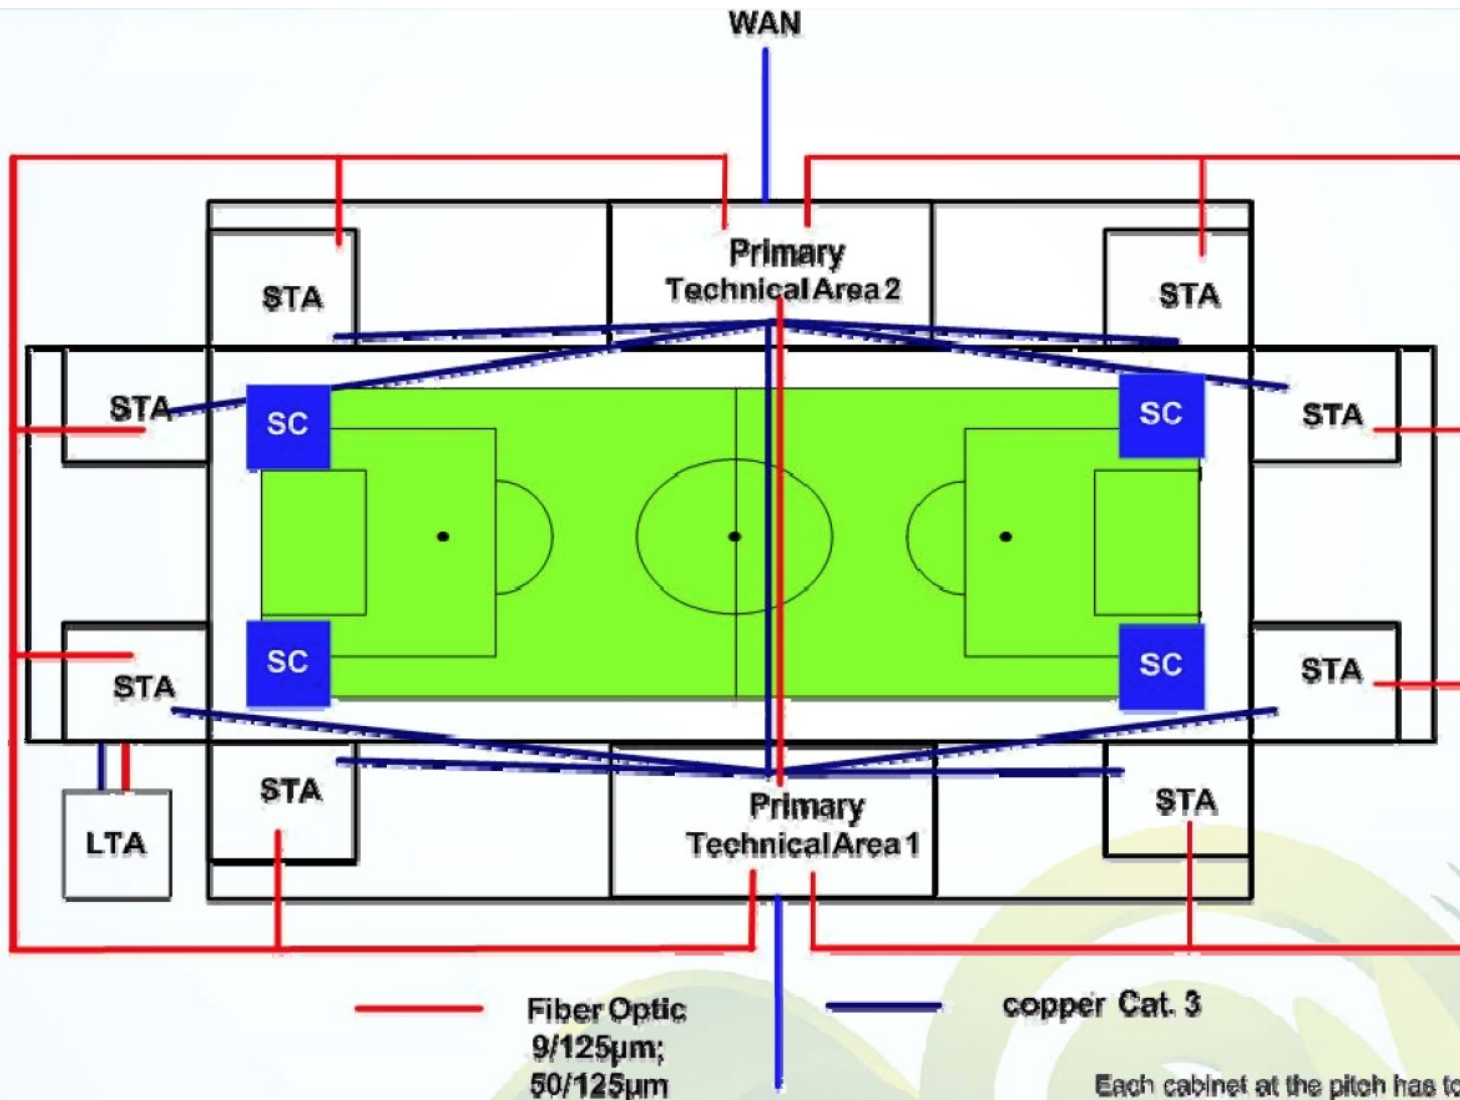 WAN
Primary
Technical Area 2
STA
STA
STA
SC
SC
STA
SC
SC
STA
STA
STA
Primary
Technical Area 1
STA
LTA
STA
Fiber Optic
9/125µm;
50/125µm
copper Cat. 3
Each cabinet at the pitch has to